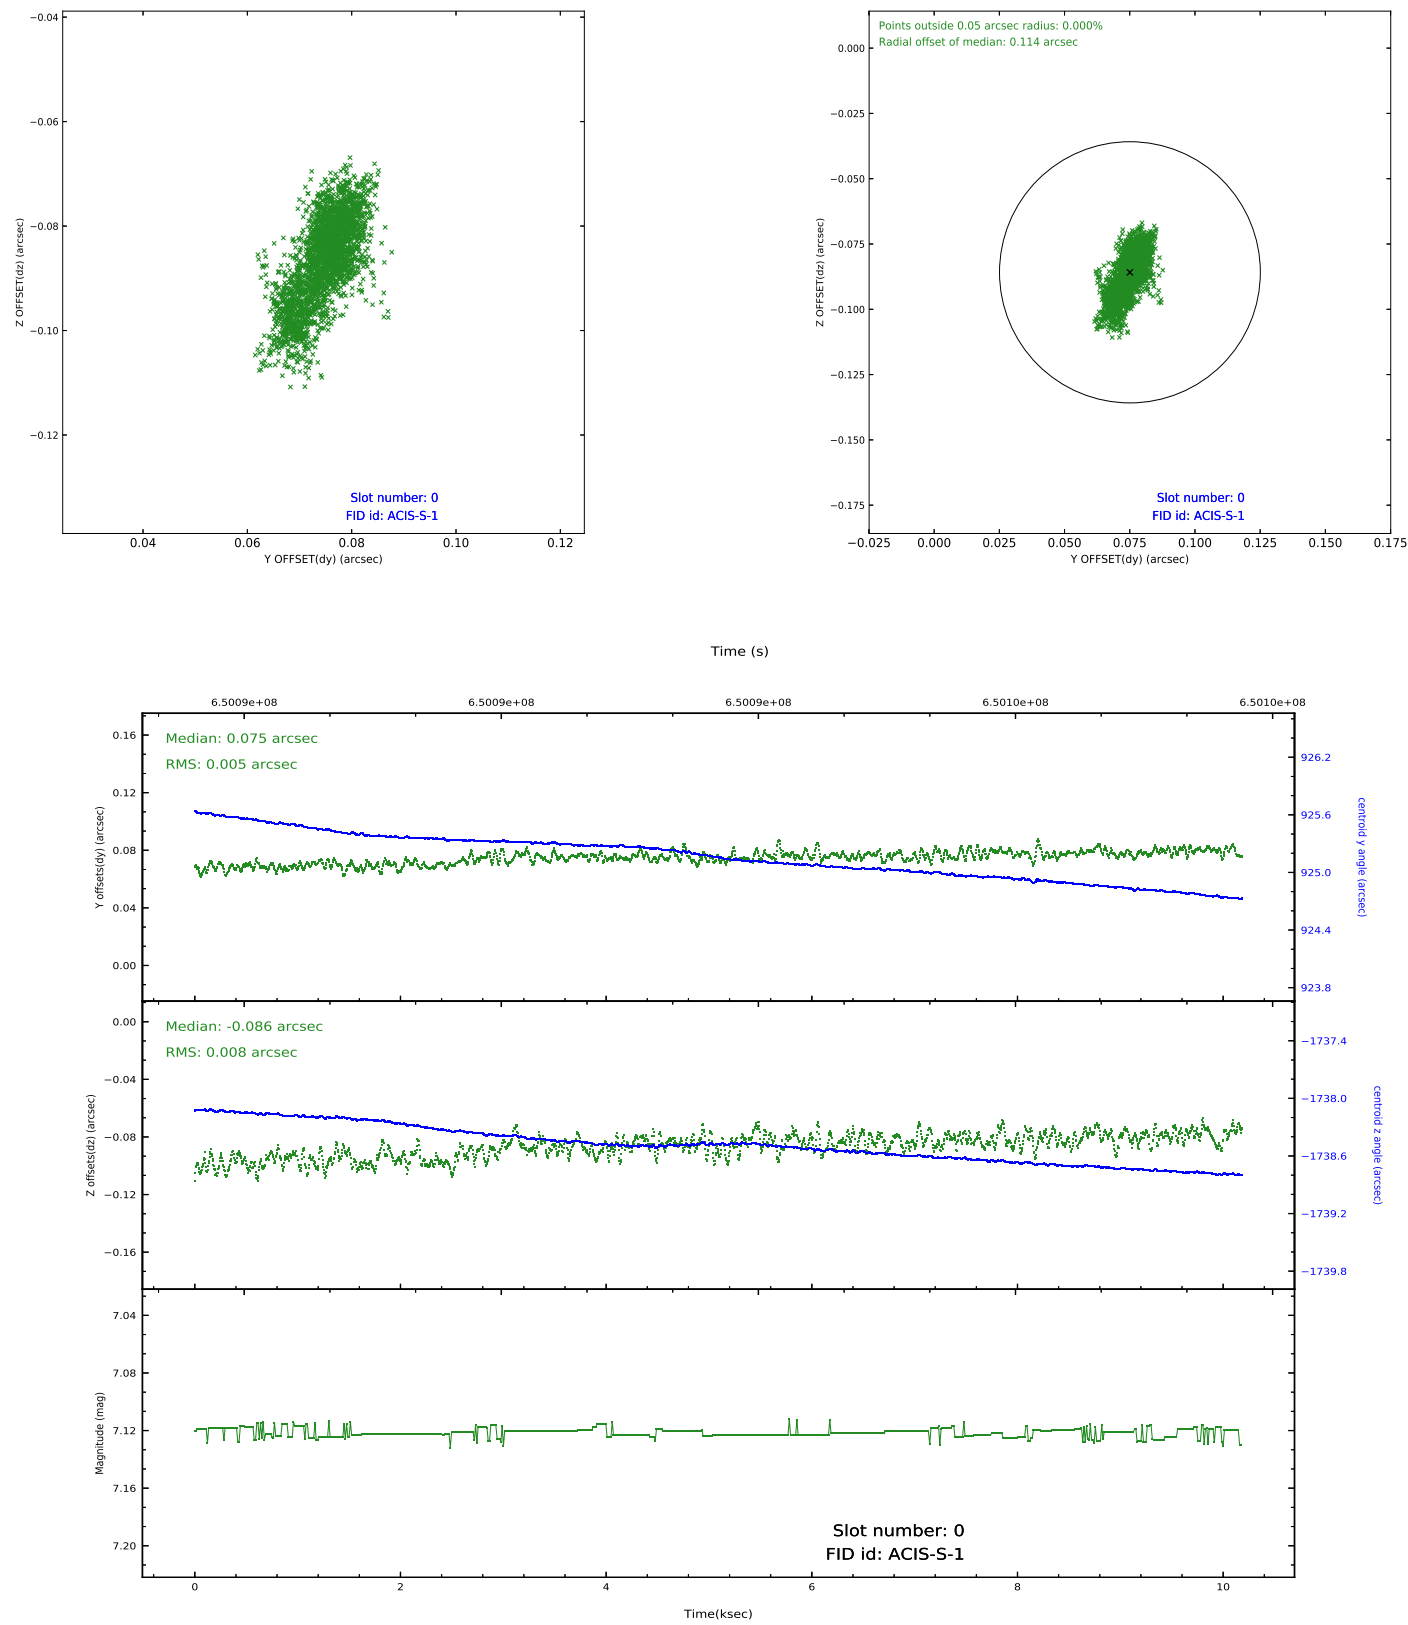 −0.04
−0.06
−0.08
−0.10
−0.12
Z OFFSET(dz) (arcsec)
Slot number: 0
FID id: ACIS-S-1
0.04 0.06 0.08 0.10 0.12
Y OFFSET(dy) (arcsec)
Points outside 0.05 arcsec radius: 0.000%
Radial offset of median: 0.114 arcsec
0.000
−0.025
−0.050
−0.075
−0.100
−0.125
−0.150
−0.175
Z OFFSET(dz) (arcsec)
Slot number: 0
FID id: ACIS-S-1
−0.025 0.000 0.025 0.050 0.075 0.100 0.125 0.150 0.175
Y OFFSET(dy) (arcsec)
Time (s)
6.5009e+08 6.5009e+08 6.5009e+08 6.5010e+08 6.5010e+08
Median: 0.075 arcsec
RMS: 0.005 arcsec
0.16
0.12
0.08
0.04
0.00
Y offsets(dy) (arcsec)
926.2
925.6
925.0
924.4
923.8
centroid y angle (arcsec)
Median: -0.086 arcsec
RMS: 0.008 arcsec
0.00
−0.04
−0.08
−0.12
−0.16
Z offsets(dz) (arcsec)
−1737.4
−1738.0
−1738.6
−1739.2
−1739.8
centroid z angle (arcsec)
7.04
7.08
7.12
7.16
7.20
Magnitude (mag)
Slot number: 0
FID id: ACIS-S-1
0 2 4 6 8 10
Time(ksec)